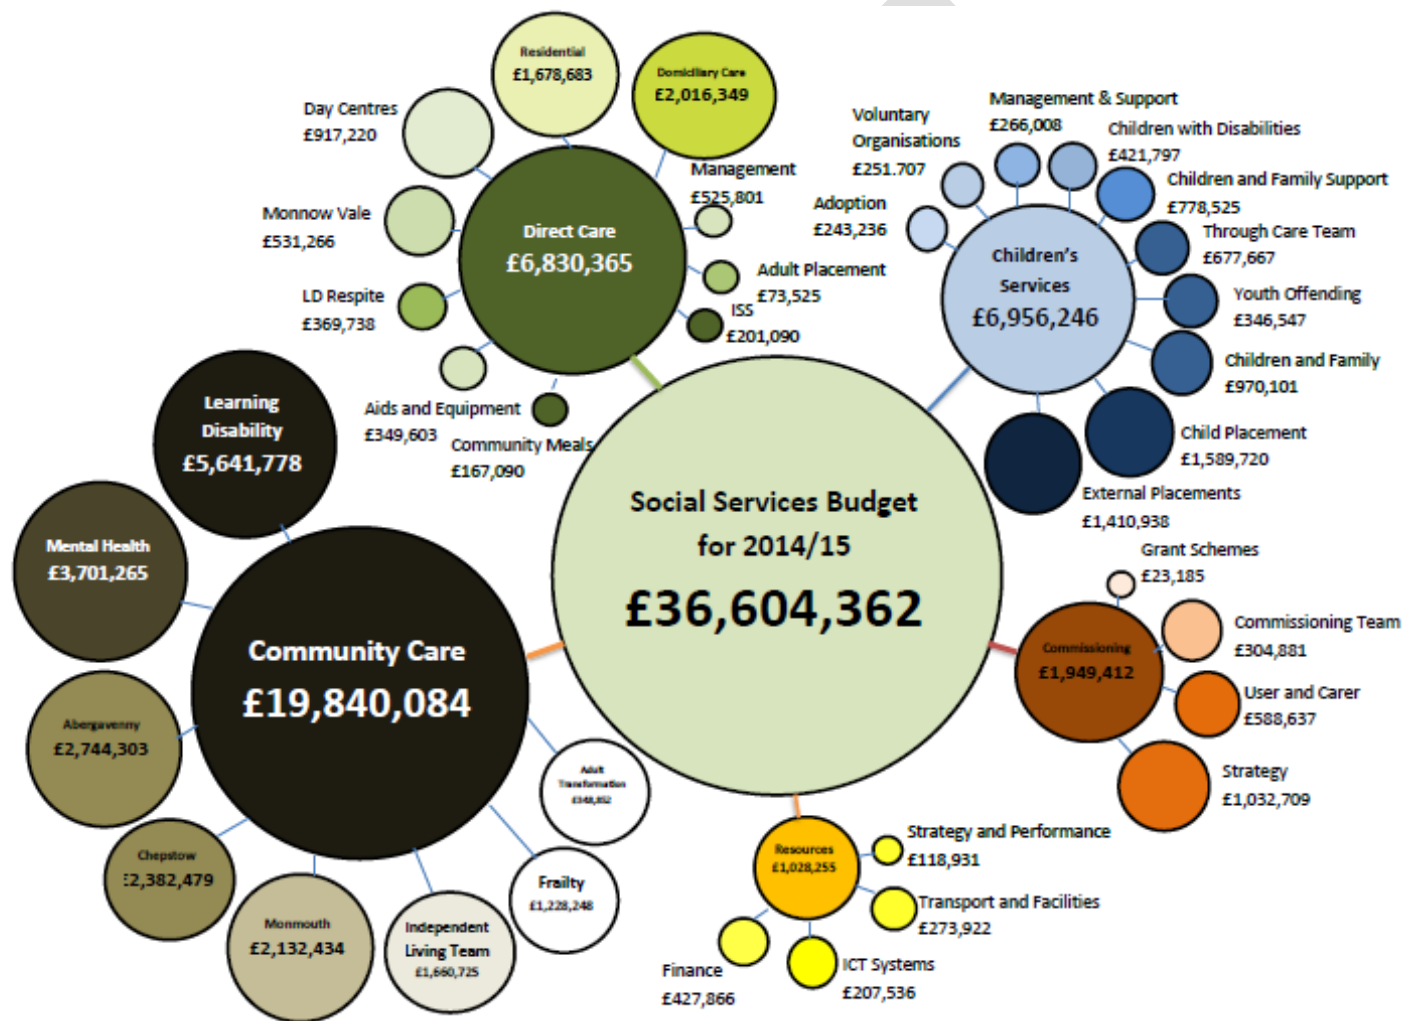 Residential
£1,678,683
Domiciliary Care
£2,016,349
Day Centres
£917,220
Management
£525,801
Monnow Vale
£531,266
Direct Care
£6,830,365
Adult Placement
£73,525
LD Respite
£369,738
ISS
£201,090
Aids and Equipment
£349,603
Community Meals
£167,090
Voluntary
Organisations
£251.707
Management & Support
£266,008
Children with Disabilities
£421,797
Children and Family Support
£778,525
Adoption
£243,236
Through Care Team
£677,667
Children's
Services
£6,956,246
Youth Offending
£346,547
Children and Family
£970,101
Child Placement
£1,589,720
External Placements
£1,410,938
Learning
Disability
£5,641,778
Social Services Budget
for 2014/15
£36,604,362
Mental Health
£3,701,265
Community Care
£19,840,084
Abergavenny
£2,744,303
Adult
Transformation
£348,852
Chepstow
£2,382,479
Monmouth
£2,132,434
Independent
Living Team
£1,660,725
Frailty
£1,228,248
Grant Schemes
£23,185
Commissioning Team
£304,881
Commissioning
£1,949,412
User and Carer
£588,637
Strategy
£1,032,709
Resources
£1,028,255
Strategy and Performance
£118,931
Transport and Facilities
£273,922
Finance
£427,866
ICT Systems
£207,536